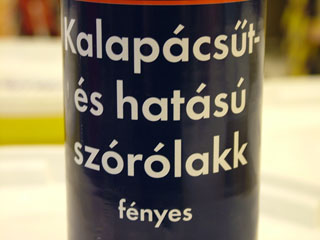 Kalapácsűt-
és hatású
szórólakk
fényes